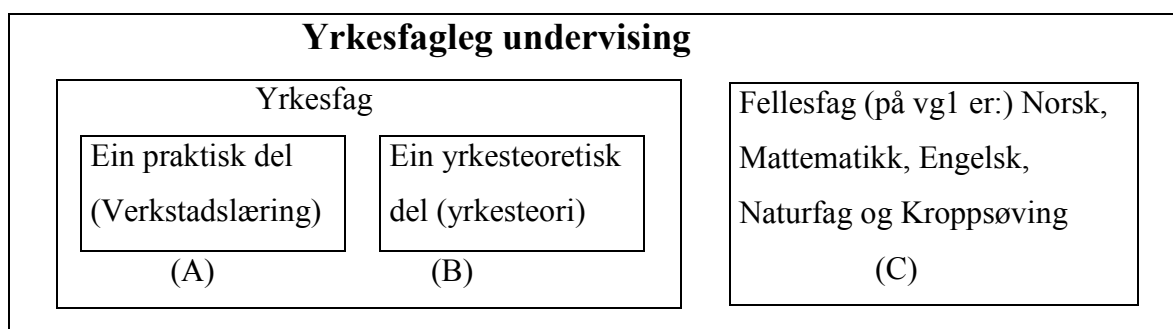 Yrkesfagleg undervising
Yrkesfag
Ein praktisk del
(Verkstadslæring)
(A)
Ein yrkesteoretisk
del (yrkesteori)
(B)
Fellesfag (på vg1 er:) Norsk,
Mattematikk, Engelsk,
Naturfag og Kroppsøving
(C)